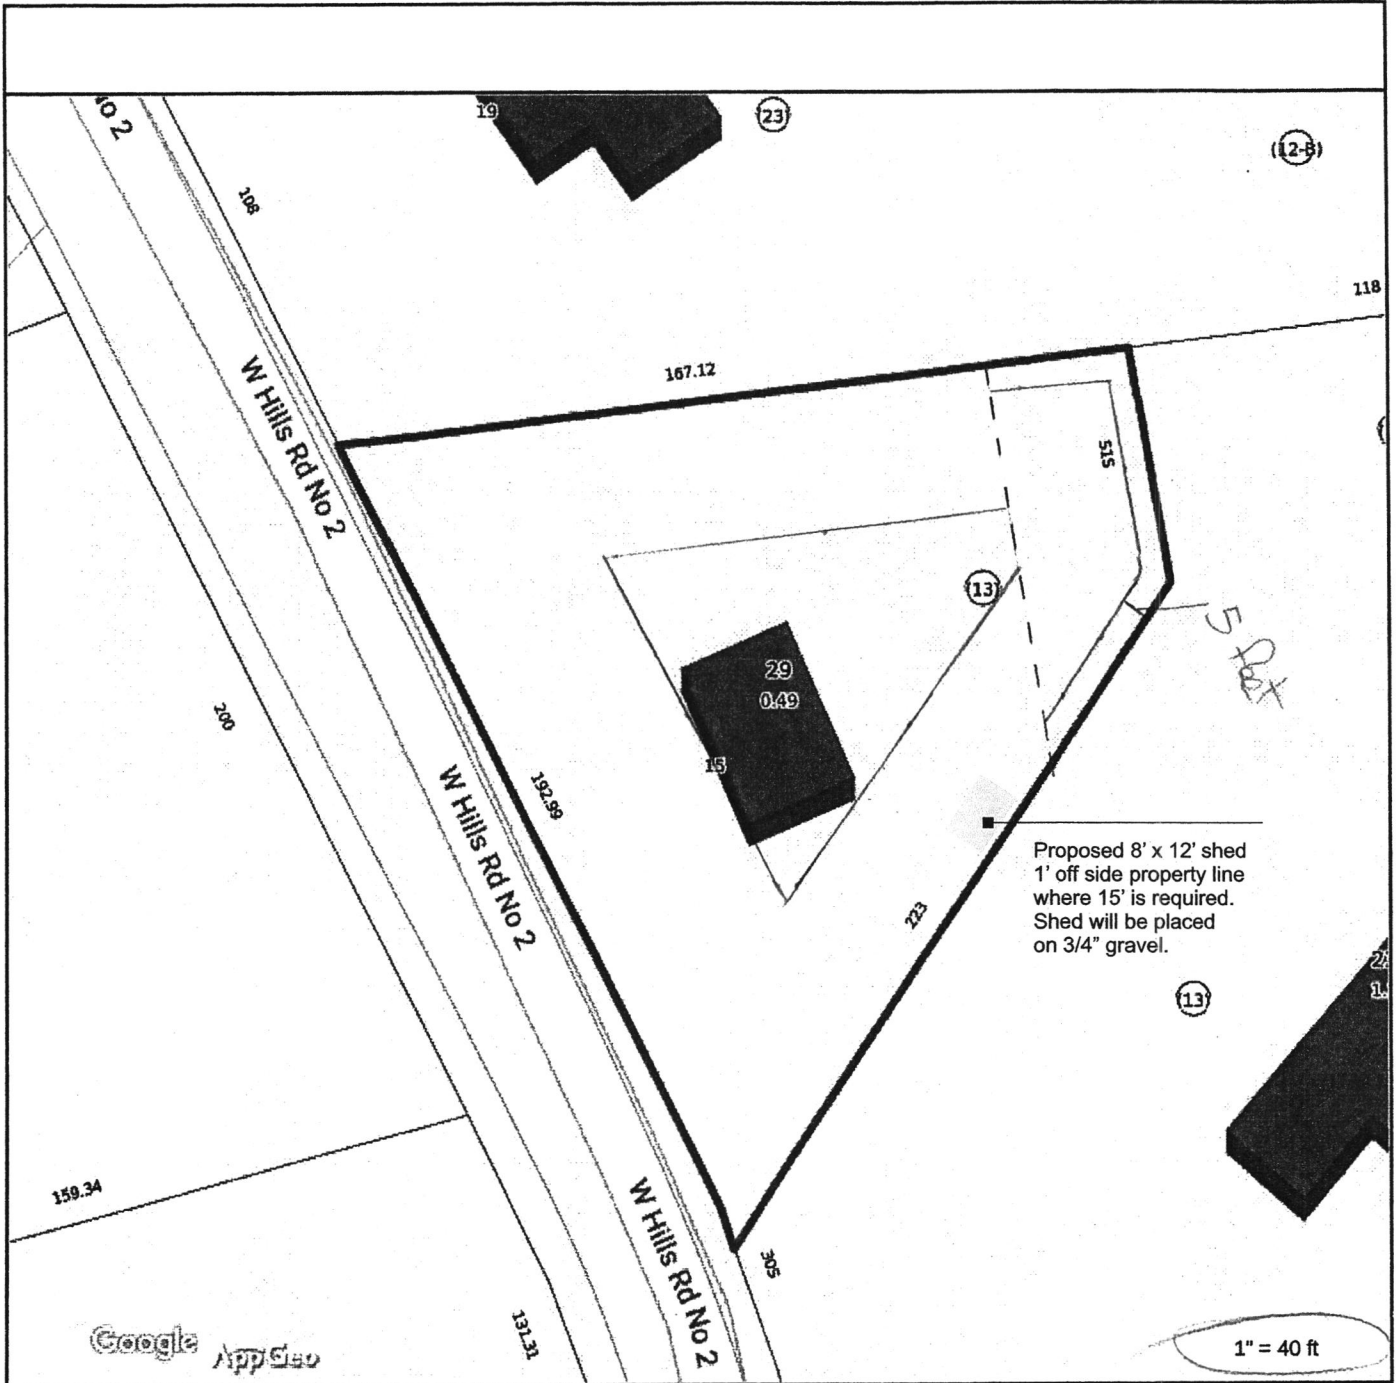 No 2
19
23
(12-B)
108
118
167.12
W Hills Rd No 2
515
13
5 feet
29
0.49
15
200
192.99
W Hills Rd No 2
Proposed 8' x 12' shed
1' off side property line
where 15' is required.
Shed will be placed
on 3/4" gravel.
223
13
159.34
W Hills Rd No 2
305
131.31
Google
AppGeo
1" = 40 ft